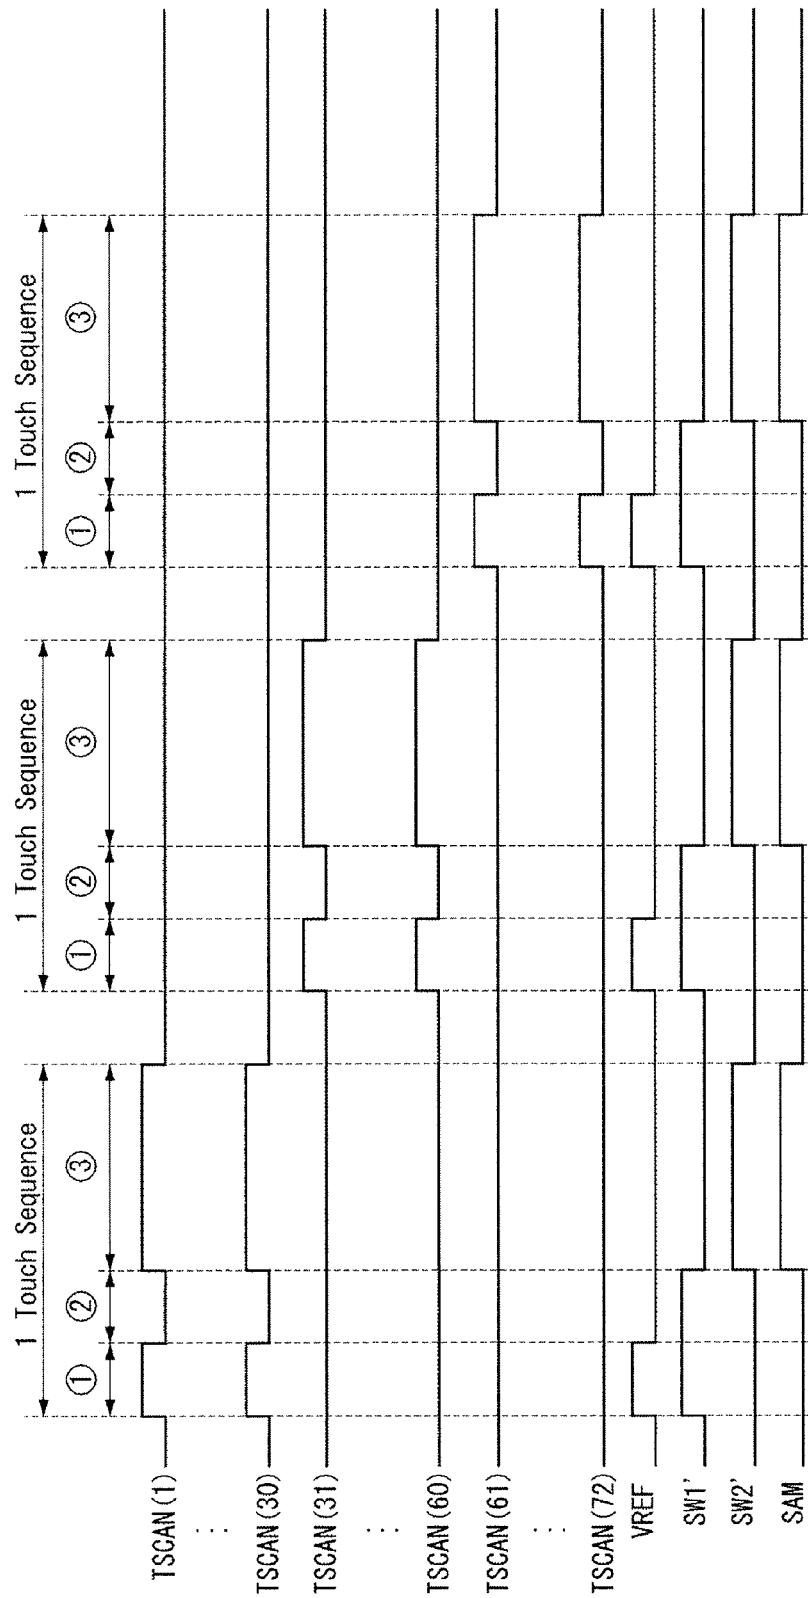 1 Touch Sequence 1 Touch Sequence 1 Touch Sequence
① ② ③ ① ② ③ ① ② ③
TSCAN(1)
...
TSCAN(30)
TSCAN(31)
...
TSCAN(60)
TSCAN(61)
...
TSCAN(72)
VREF
SW1'
SW2'
SAM